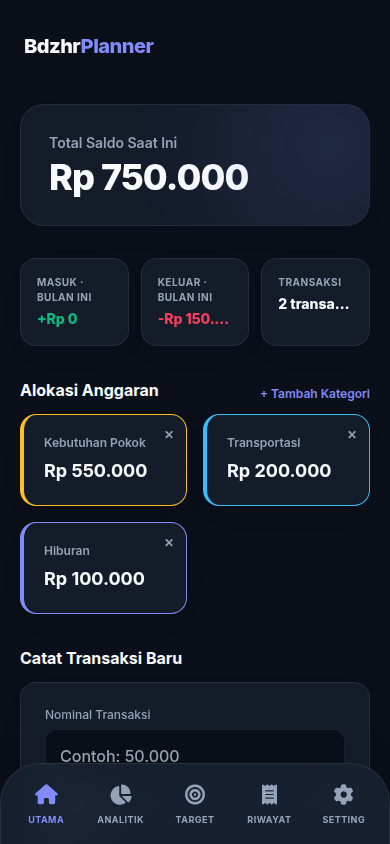 BdzhrPlanner
Total Saldo Saat Ini
Rp 750.000
MASUK ·
BULAN INI
+Rp 0
KELUAR ·
BULAN INI
-Rp 150....
TRANSAKSI
2 transa...
Alokasi Anggaran
+ Tambah Kategori
Kebutuhan Pokok ×
Rp 550.000
Transportasi ×
Rp 200.000
Hiburan ×
Rp 100.000
Catat Transaksi Baru
Nominal Transaksi
Contoh: 50.000
UTAMA
ANALITIK
TARGET
RIWAYAT
SETTING